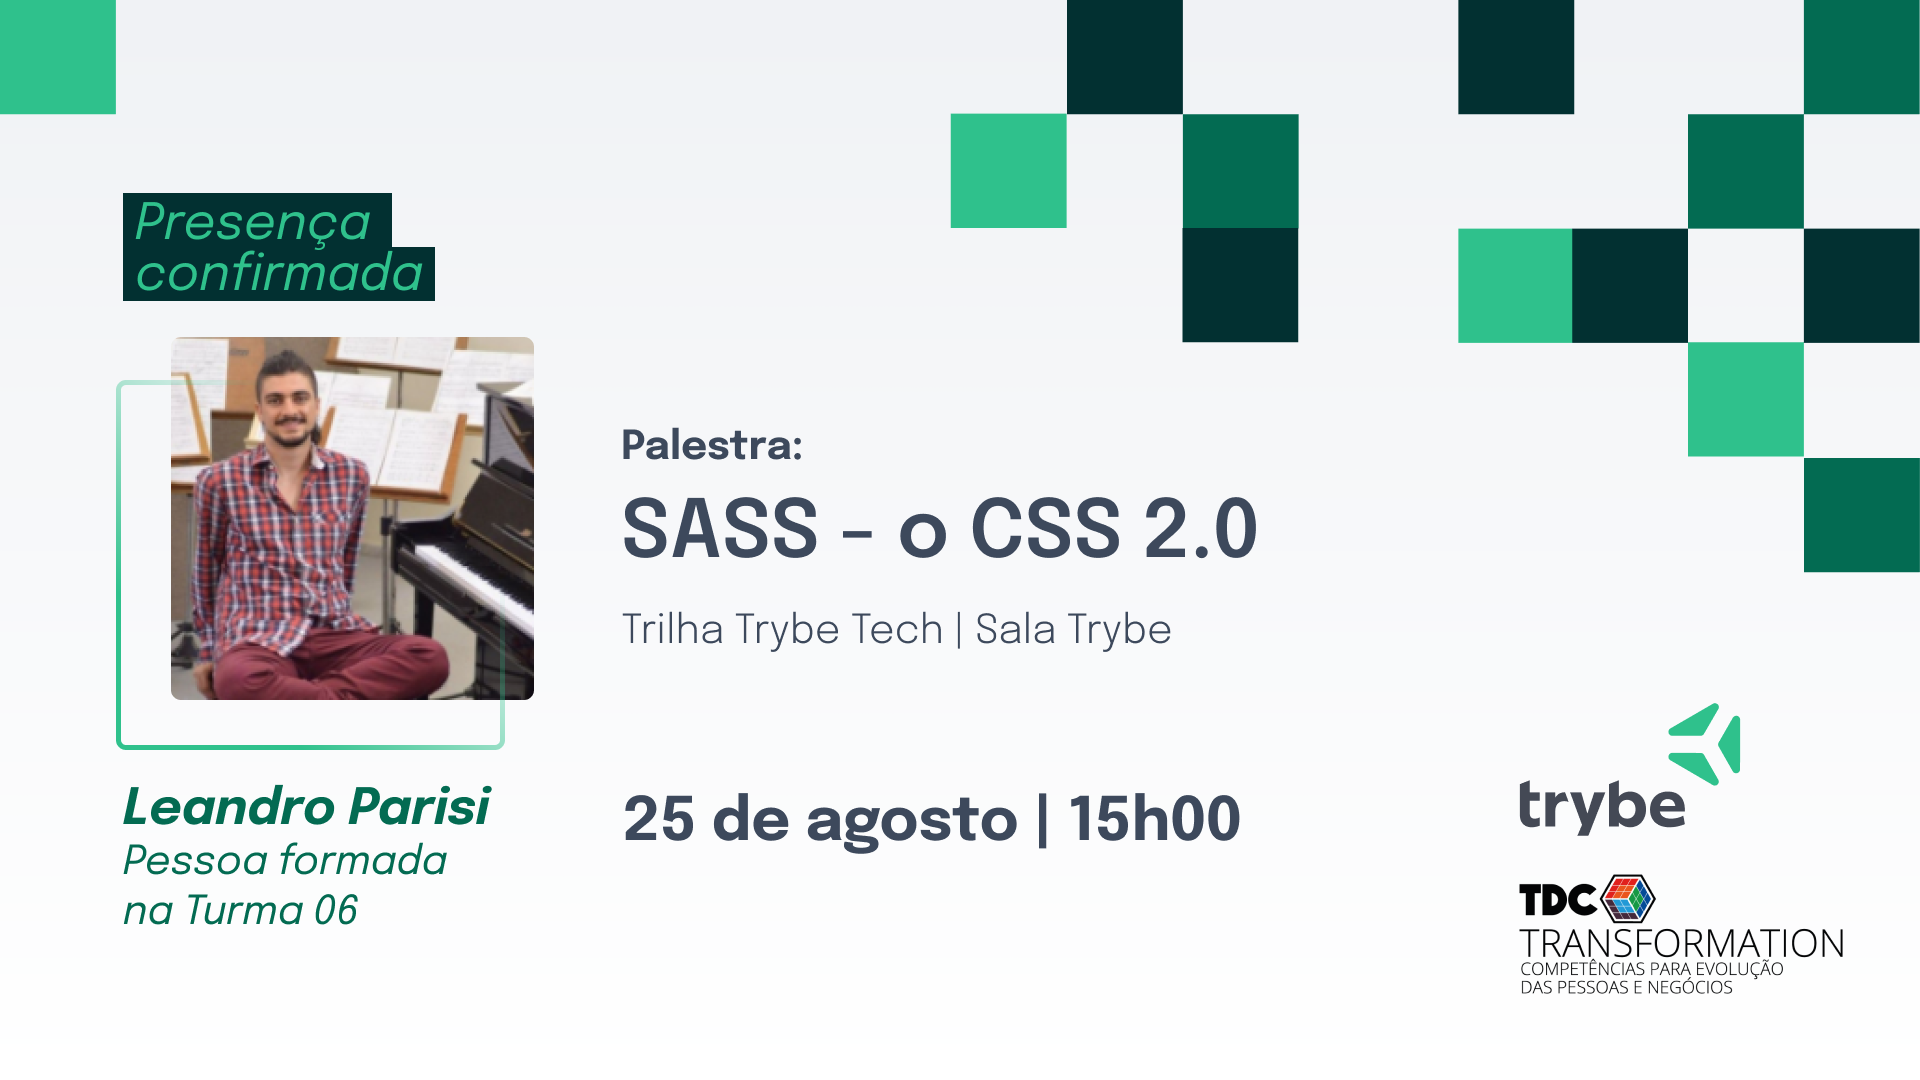 Presença
confirmada
Palestra:
SASS - o CSS 2.0
Trilha Trybe Tech | Sala Trybe
Leandro Parisi
Pessoa formada
na Turma 06
25 de agosto | 15h00
trybe
TDC
TRANSFORMATION
COMPETÊNCIAS PARA EVOLUÇÃO
DAS PESSOAS E NEGÓCIOS